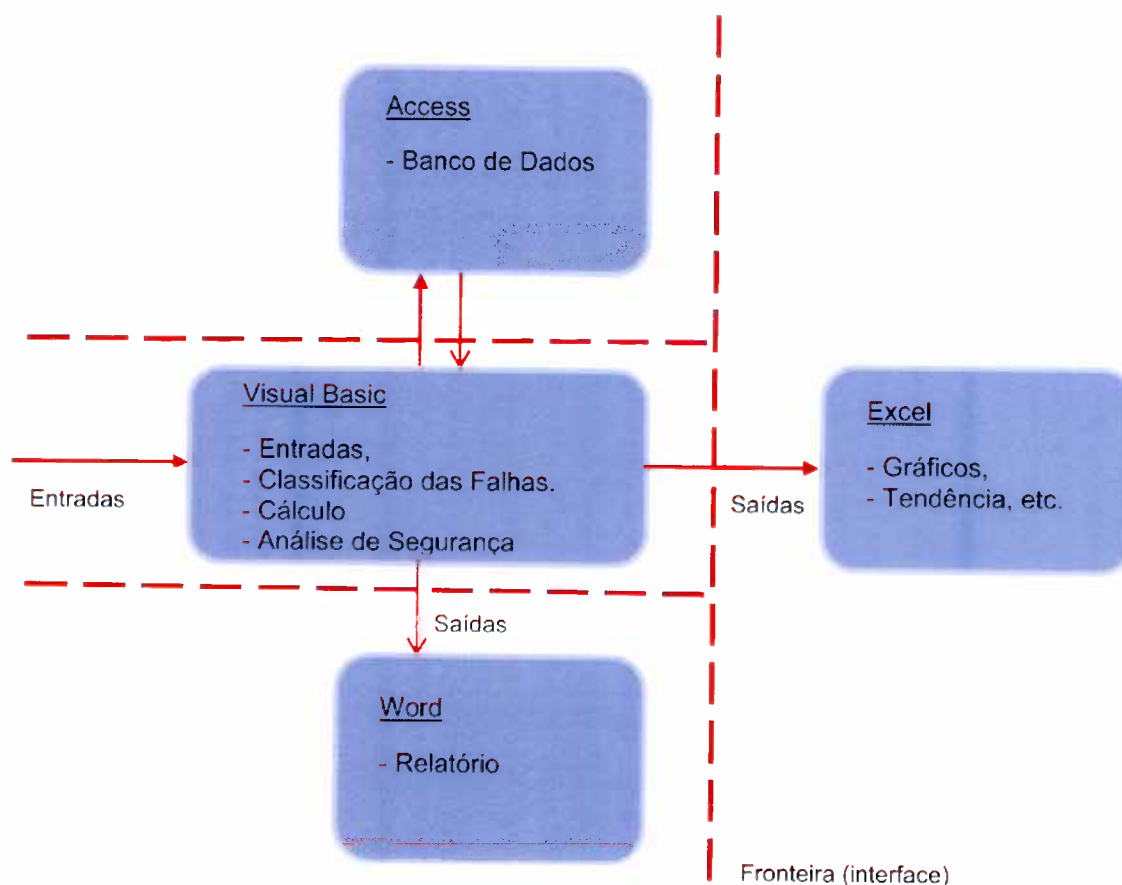 Access
- Banco de Dados
Visual Basic
- Entradas,
- Classificação das Falhas.
- Cálculo
- Análise de Segurança
Entradas
Saídas
Excel
- Gráficos,
- Tendência, etc.
Saídas
Word
- Relatório
Fronteira (interface)